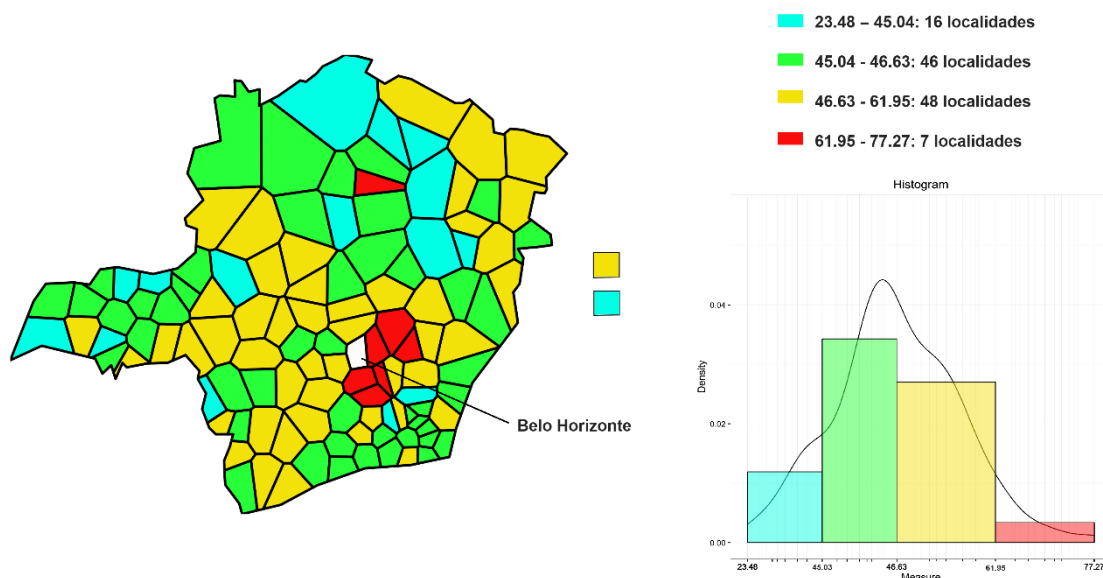 23.48 – 45.04: 16 localidades
45.04 - 46.63: 46 localidades
46.63 - 61.95: 48 localidades
61.95 - 77.27: 7 localidades
Belo Horizonte
Histogram
Density
0.04
0.02
0.00
23.48 45.03 46.63 61.95 77.27
Measure